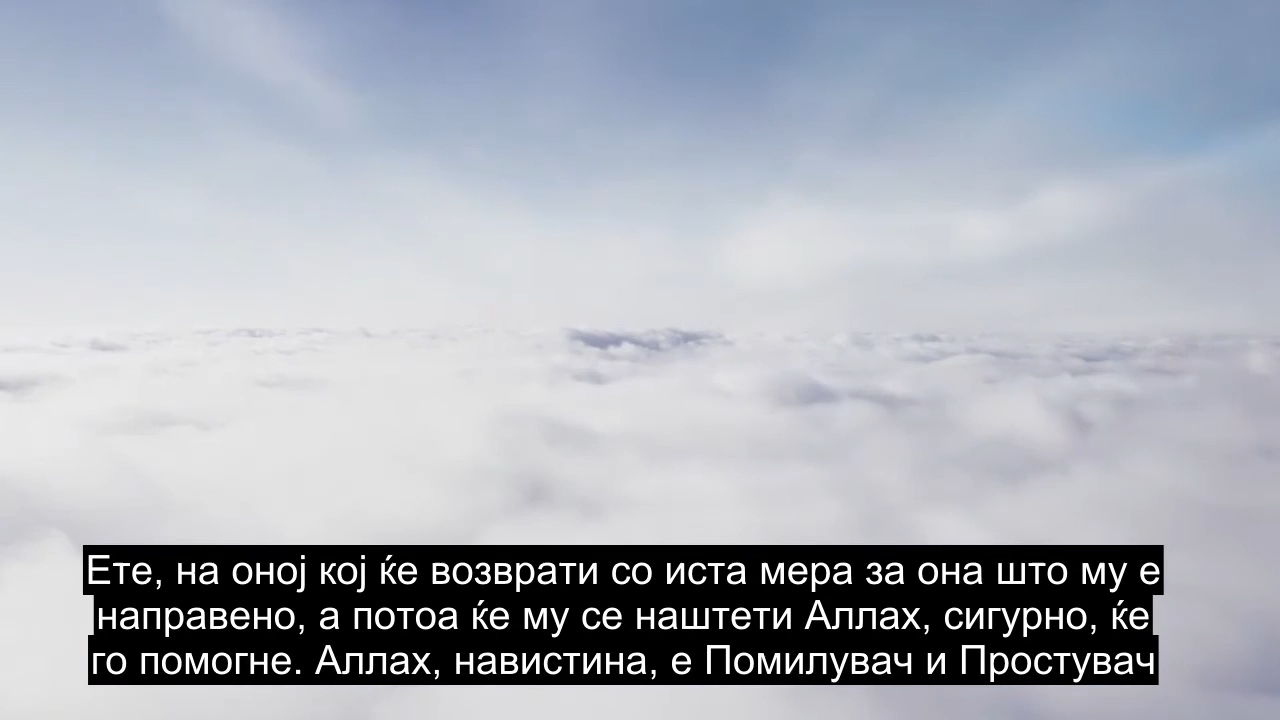 Ете, на оној кој ќе возврати со иста мера за она што му е
направено, а потоа ќе му се наштети Аллах, сигурно, ќе
го помогне. Аллах, навистина, е Помилувач и Простувач